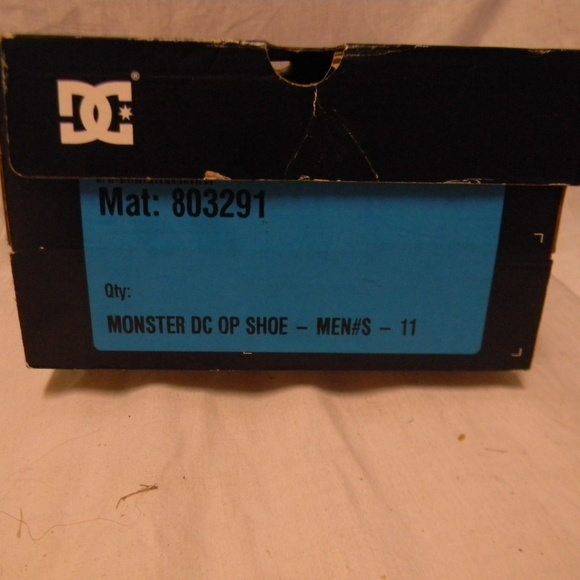 DC®
Mat: 803291
Qty:
MONSTER DC OP SHOE – MEN#S – 11